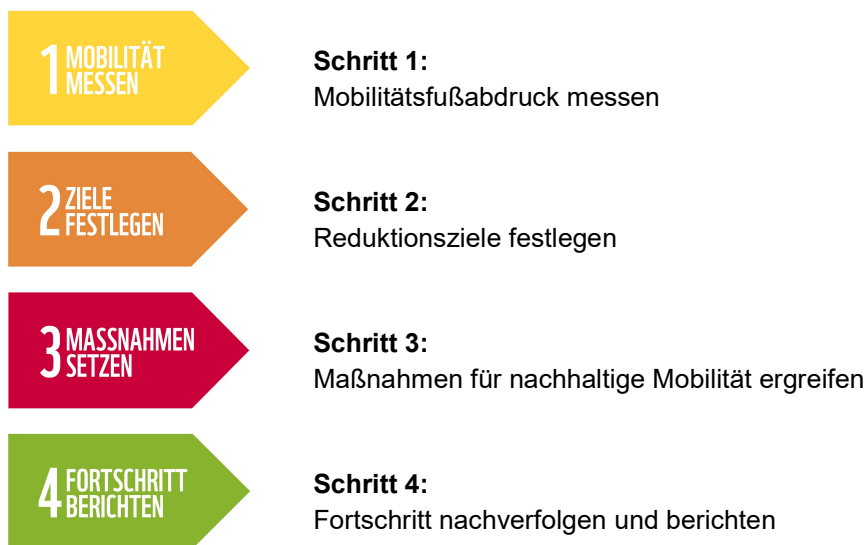 1 MOBILITÄT
MESSEN
Schritt 1:
Mobilitätsfußabdruck messen
2 ZIELE
FESTLEGEN
Schritt 2:
Reduktionsziele festlegen
3 MASSNAHMEN
SETZEN
Schritt 3:
Maßnahmen für nachhaltige Mobilität ergreifen
4 FORTSCHRITT
BERICHTEN
Schritt 4:
Fortschritt nachverfolgen und berichten